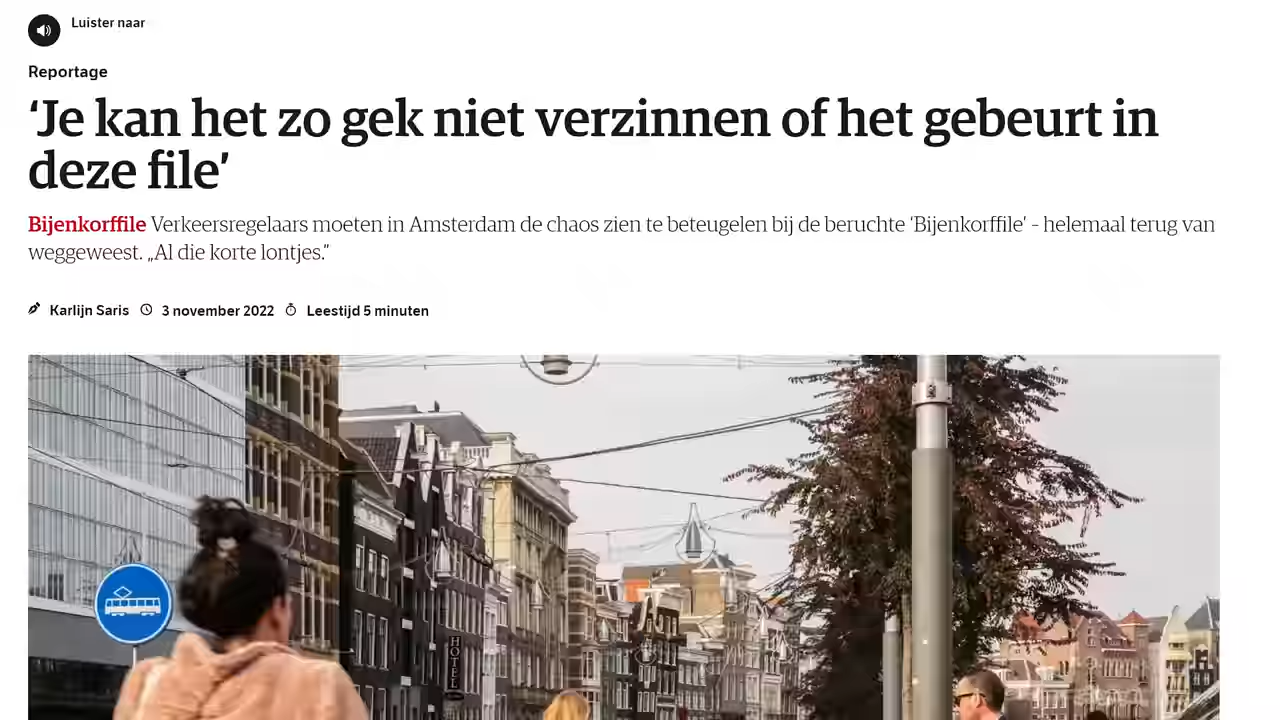 Luister naar
Reportage
‘Je kan het zo gek niet verzinnen of het gebeurt in
deze file’
Bijenkorffile Verkeersregelaars moeten in Amsterdam de chaos zien te beteugelen bij de beruchte ‘Bijenkorffile’ - helemaal terug van
weggeweest. „Al die korte lontjes.”
Karlijn Saris 3 november 2022 Leestijd 5 minuten
HOTEL